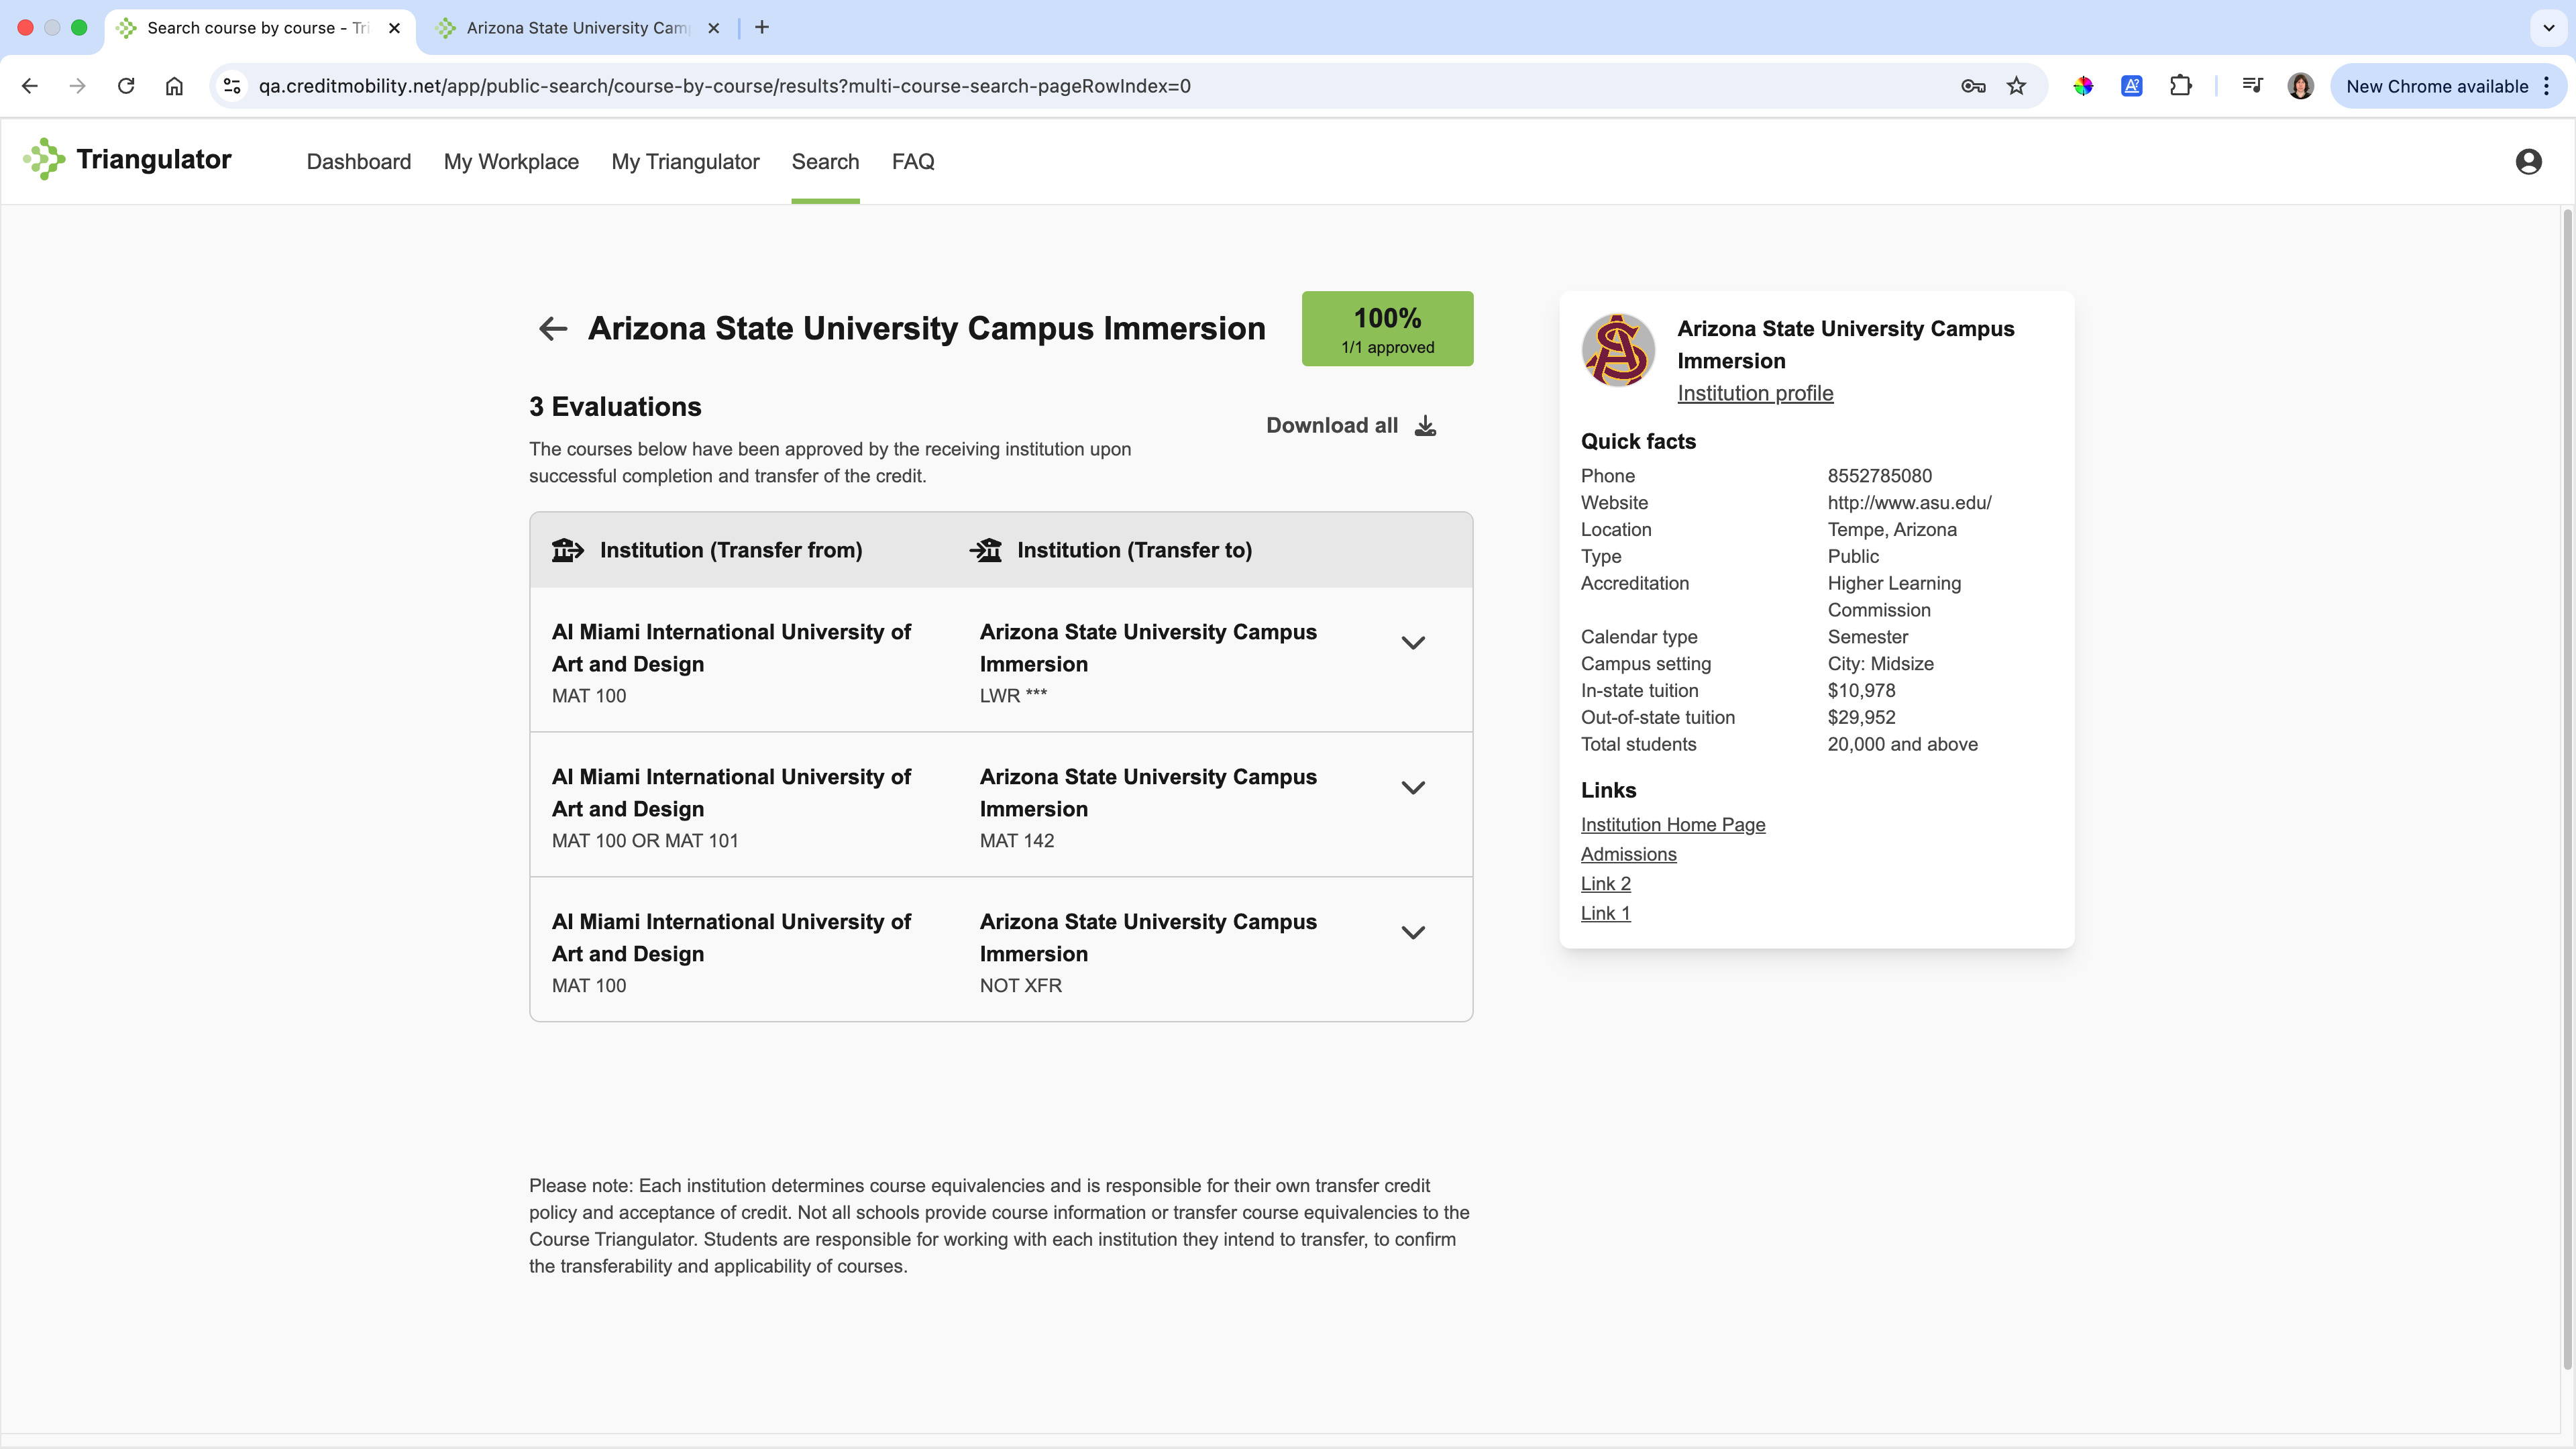 Search course by course - Tri
Arizona State University Cam
qa.creditmobility.net/app/public-search/course-by-course/results?multi-course-search-pageRowIndex=0
New Chrome available
Triangulator
Dashboard
My Workplace
My Triangulator
Search
FAQ
Arizona State University Campus Immersion
100%
1/1 approved
3 Evaluations
Download all
The courses below have been approved by the receiving institution upon
successful completion and transfer of the credit.
Institution (Transfer from)
Institution (Transfer to)
AI Miami International University of
Art and Design
MAT 100
Arizona State University Campus
Immersion
LWR ***
AI Miami International University of
Art and Design
MAT 100 OR MAT 101
Arizona State University Campus
Immersion
MAT 142
AI Miami International University of
Art and Design
MAT 100
Arizona State University Campus
Immersion
NOT XFR
Please note: Each institution determines course equivalencies and is responsible for their own transfer credit
policy and acceptance of credit. Not all schools provide course information or transfer course equivalencies to the
Course Triangulator. Students are responsible for working with each institution they intend to transfer, to confirm
the transferability and applicability of courses.
Arizona State University Campus
Immersion
Institution profile
Quick facts
Phone 8552785080
Website http://www.asu.edu/
Location Tempe, Arizona
Type Public
Accreditation Higher Learning
Commission
Calendar type Semester
Campus setting City: Midsize
In-state tuition $10,978
Out-of-state tuition $29,952
Total students 20,000 and above
Links
Institution Home Page
Admissions
Link 2
Link 1